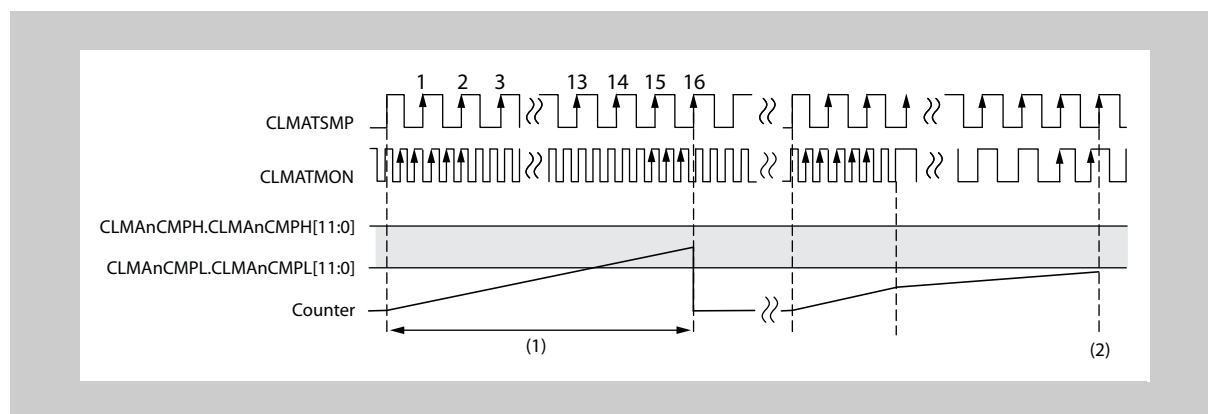 1 2 3 13 14 15 16
CLMATSMP
CLMATMON
CLMAnCMPH.CLMAnCMPH[11:0]
CLMAnCMPL.CLMAnCMPL[11:0]
Counter
(1)
(2)